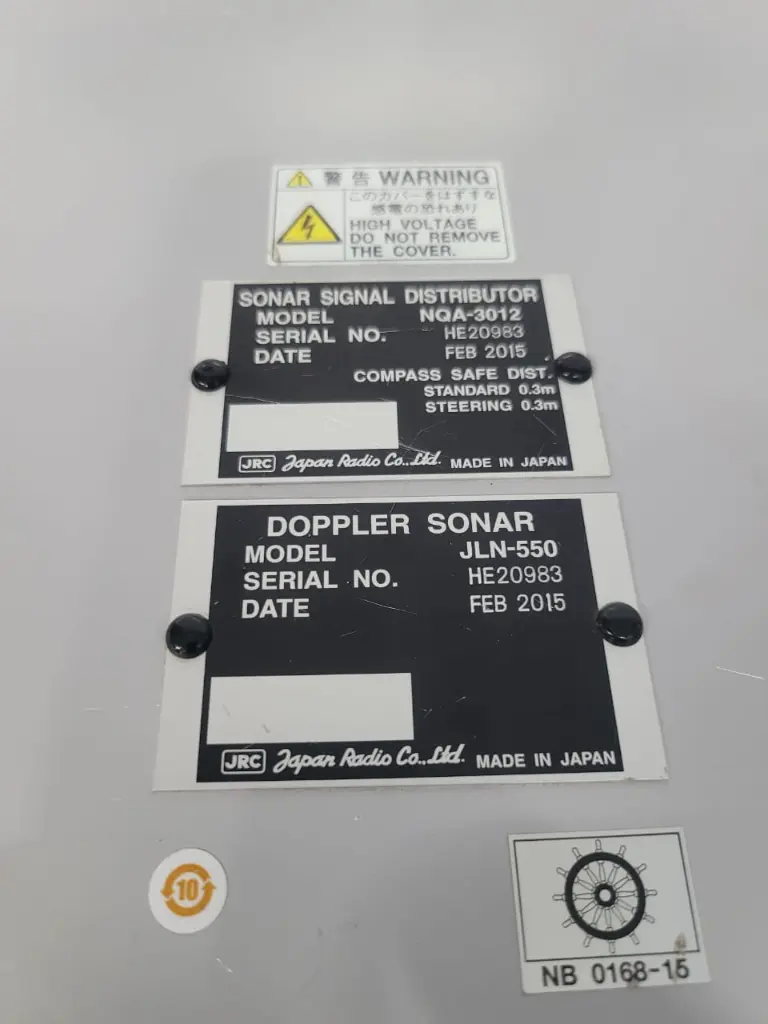 警告 WARNING
このカバーをはずすな
感電の恐れあり
HIGH VOLTAGE
DO NOT REMOVE
THE COVER.
SONAR SIGNAL DISTRIBUTOR
MODEL NQA-3012
SERIAL NO. HE20983
DATE FEB 2015
COMPASS SAFE DIST.
STANDARD 0.3m
STEERING 0.3m
JRC Japan Radio Co.,Ltd. MADE IN JAPAN
DOPPLER SONAR
MODEL JLN-550
SERIAL NO. HE20983
DATE FEB 2015
JRC Japan Radio Co.,Ltd. MADE IN JAPAN
10
NB 0168-15